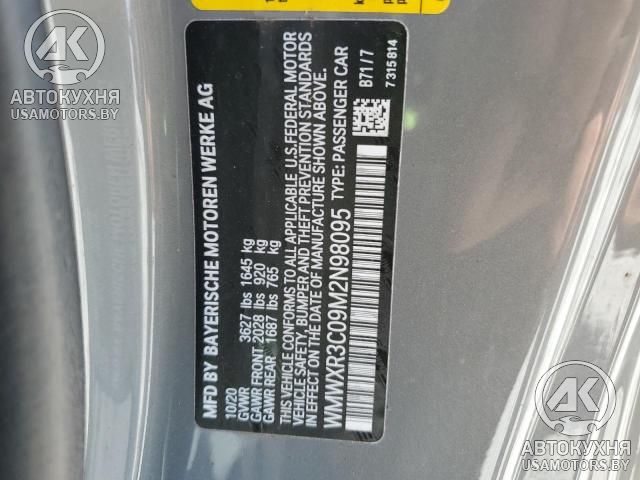 MFD BY BAYERISCHE MOTOREN WERKE AG
10/20
GVWR 3627 lbs 1645 kg
GAWR FRONT 2028 lbs 920 kg
GAWR REAR 1687 lbs 765 kg
THIS VEHICLE CONFORMS TO ALL APPLICABLE U.S.FEDERAL MOTOR
VEHICLE SAFETY, BUMPER AND THEFT PREVENTION STANDARDS
IN EFFECT ON THE DATE OF MANUFACTURE SHOWN ABOVE.
WMWXR3C09M2N98095 TYPE: PASSENGER CAR
B71/7
7315814
AK
АВТОКУХНЯ
USAMOTORS.BY
AK
АВТОКУХНЯ
USAMOTORS.BY